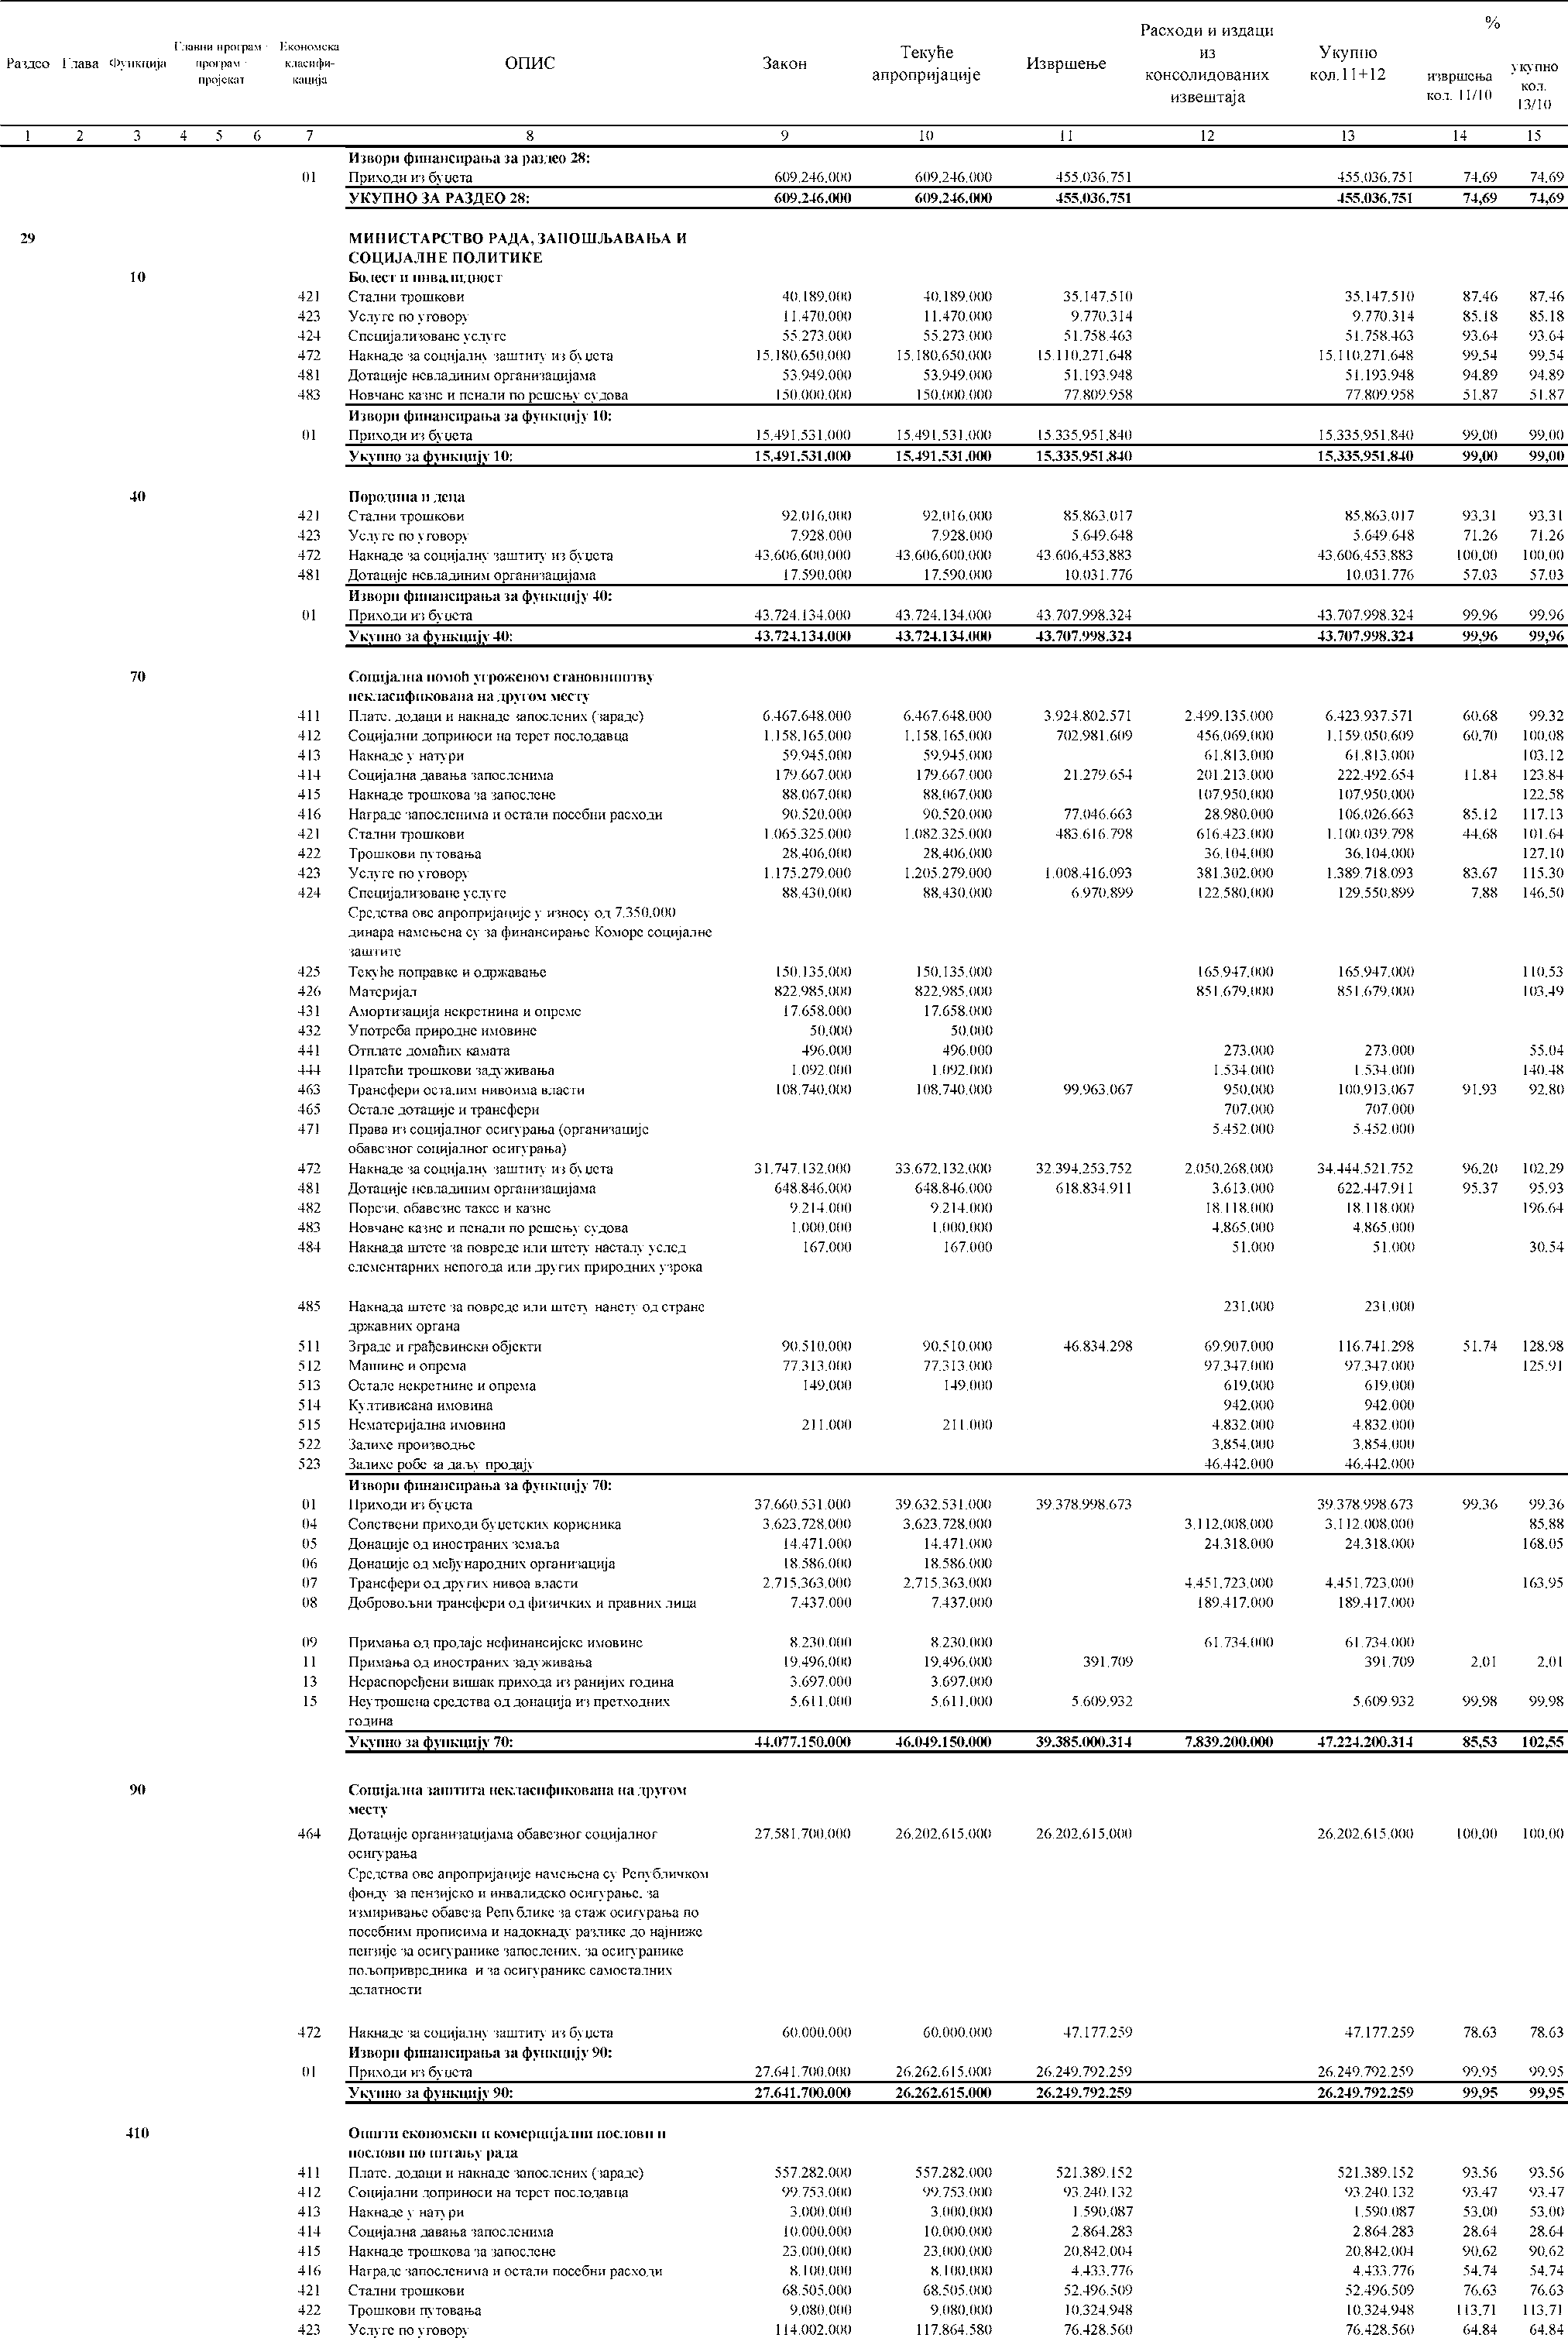 %
Раздео Глава Функција Главни програм - програм - пројекат Економска класифи-кација ОПИС Закон Текуће апропријације Извршење Расходи и издаци из консолидованих извештаја Укупно кол.11+12 извршења кол. 11/10 укупно кол. 13/10
1 2 3 4 5 6 7 8 9 10 11 12 13 14 15
Извори финансирања за раздео 28:
01 Приходи из буџета 609.246.000 609.246.000 455.036.751 455.036.751 74,69 74,69
УКУПНО ЗА РАЗДЕО 28: 609.246.000 609.246.000 455.036.751 455.036.751 74,69 74,69
29 МИНИСТАРСТВО РАДА, ЗАПОШЉАВАЊА И
СОЦИЈАЛНЕ ПОЛИТИКЕ
10 Болест и инвалидност
421 Стални трошкови 40.189.000 40.189.000 35.147.510 35.147.510 87,46 87,46
423 Услуге по уговору 11.470.000 11.470.000 9.770.314 9.770.314 85,18 85,18
424 Специјализоване услуге 55.273.000 55.273.000 51.758.463 51.758.463 93,64 93,64
472 Накнаде за социјалну заштиту из буџета 15.180.650.000 15.180.650.000 15.110.271.648 15.110.271.648 99,54 99,54
481 Дотације невладиним организацијама 53.949.000 53.949.000 51.193.948 51.193.948 94,89 94,89
483 Новчане казне и пенали по решењу судова 150.000.000 150.000.000 77.809.958 77.809.958 51,87 51,87
Извори финансирања за функцију 10:
01 Приходи из буџета 15.491.531.000 15.491.531.000 15.335.951.840 15.335.951.840 99,00 99,00
Укупно за функцију 10: 15.491.531.000 15.491.531.000 15.335.951.840 15.335.951.840 99,00 99,00
40 Породица и деца
421 Стални трошкови 92.016.000 92.016.000 85.863.017 85.863.017 93,31 93,31
423 Услуге по уговору 7.928.000 7.928.000 5.649.648 5.649.648 71,26 71,26
472 Накнаде за социјалну заштиту из буџета 43.606.600.000 43.606.600.000 43.606.453.883 43.606.453.883 100,00 100,00
481 Дотације невладиним организацијама 17.590.000 17.590.000 10.031.776 10.031.776 57,03 57,03
Извори финансирања за функцију 40:
01 Приходи из буџета 43.724.134.000 43.724.134.000 43.707.998.324 43.707.998.324 99,96 99,96
Укупно за функцију 40: 43.724.134.000 43.724.134.000 43.707.998.324 43.707.998.324 99,96 99,96
70 Социјална помоћ угроженом становништву
некласификована на другом месту
411 Плате, додаци и накнаде запослених (зараде) 6.467.648.000 6.467.648.000 3.924.802.571 2.499.135.000 6.423.937.571 60,68 99,32
412 Социјални доприноси на терет послодавца 1.158.165.000 1.158.165.000 702.981.609 456.069.000 1.159.050.609 60,70 100,08
413 Накнаде у натури 59.945.000 59.945.000 61.813.000 61.813.000 103,12
414 Социјална давања запосленима 179.667.000 179.667.000 21.279.654 201.213.000 222.492.654 11,84 123,84
415 Накнаде трошкова за запослене 88.067.000 88.067.000 107.950.000 107.950.000 122,58
416 Награде запосленима и остали посебни расходи 90.520.000 90.520.000 77.046.663 28.980.000 106.026.663 85,12 117,13
421 Стални трошкови 1.065.325.000 1.082.325.000 483.616.798 616.423.000 1.100.039.798 44,68 101,64
422 Трошкови путовања 28.406.000 28.406.000 36.104.000 36.104.000 127,10
423 Услуге по уговору 1.175.279.000 1.205.279.000 1.008.416.093 381.302.000 1.389.718.093 83,67 115,30
424 Специјализоване услуге 88.430.000 88.430.000 6.970.899 122.580.000 129.550.899 7,88 146,50
Средства ове апропријације у износу од 7.350.000
динара намењена су за финансирање Коморе социјалне
заштите
425 Текуће поправке и одржавање 150.135.000 150.135.000 165.947.000 165.947.000 110,53
426 Материјал 822.985.000 822.985.000 851.679.000 851.679.000 103,49
431 Амортизација некретнина и опреме 17.658.000 17.658.000
432 Употреба природне имовине 50.000 50.000
441 Отплате домаћих камата 496.000 496.000 273.000 273.000 55,04
444 Пратећи трошкови задуживања 1.092.000 1.092.000 1.534.000 1.534.000 140,48
463 Трансфери осталим нивоима власти 108.740.000 108.740.000 99.963.067 950.000 100.913.067 91,93 92,80
465 Остале дотације и трансфери 707.000 707.000
471 Права из социјалног осигурања (организације 5.452.000 5.452.000
обавезног социјалног осигурања)
472 Накнаде за социјалну заштиту из буџета 31.747.132.000 33.672.132.000 32.394.253.752 2.050.268.000 34.444.521.752 96,20 102,29
481 Дотације невладиним организацијама 648.846.000 648.846.000 618.834.911 3.613.000 622.447.911 95,37 95,93
482 Порези, обавезне таксе и казне 9.214.000 9.214.000 18.118.000 18.118.000 196,64
483 Новчане казне и пенали по решењу судова 1.000.000 1.000.000 4.865.000 4.865.000
484 Накнада штете за повреде или штету насталу услед 167.000 167.000 51.000 51.000 30,54
елементарних непогода или других природних узрока
485 Накнада штете за повреде или штету нанету од стране 231.000 231.000
државних органа
511 Зграде и грађевински објекти 90.510.000 90.510.000 46.834.298 69.907.000 116.741.298 51,74 128,98
512 Машине и опрема 77.313.000 77.313.000 97.347.000 97.347.000 125,91
513 Остале некретнине и опрема 149.000 149.000 619.000 619.000
514 Култивисана имовина 942.000 942.000
515 Нематеријална имовина 211.000 211.000 4.832.000 4.832.000
522 Залихе производње 3.854.000 3.854.000
523 Залихе робе за даљу продају 46.442.000 46.442.000
Извори финансирања за функцију 70:
01 Приходи из буџета 37.660.531.000 39.632.531.000 39.378.998.673 39.378.998.673 99,36 99,36
04 Сопствени приходи буџетских корисника 3.623.728.000 3.623.728.000 3.112.008.000 3.112.008.000 85,88
05 Донације од иностраних земаља 14.471.000 14.471.000 24.318.000 24.318.000 168,05
06 Донације од међународних организација 18.586.000 18.586.000
07 Трансфери од других нивоа власти 2.715.363.000 2.715.363.000 4.451.723.000 4.451.723.000 163,95
08 Добровољни трансфери од физичких и правних лица 7.437.000 7.437.000 189.417.000 189.417.000
09 Примања од продаје нефинансијске имовине 8.230.000 8.230.000 61.734.000 61.734.000
11 Примања од иностраних задуживања 19.496.000 19.496.000 391.709 391.709 2,01 2,01
13 Нераспоређени вишак прихода из ранијих година 3.697.000 3.697.000
15 Неутрошена средства од донација из претходних 5.611.000 5.611.000 5.609.932 5.609.932 99,98 99,98
година
Укупно за функцију 70: 44.077.150.000 46.049.150.000 39.385.000.314 7.839.200.000 47.224.200.314 85,53 102,55
90 Социјална заштита некласификована на другом
месту
464 Дотације организацијама обавезног социјалног 27.581.700.000 26.202.615.000 26.202.615.000 26.202.615.000 100,00 100,00
осигурања
Средства ове апропријације намењена су Републичком
фонду за пензијско и инвалидско осигурање, за
измиривање обавеза Републике за стаж осигурања по
посебним прописима и надокнаду разлике до најниже
пензије за осигуранике запослених, за осигуранике
пољопривредника и за осигуранике самосталних
делатности
472 Накнаде за социјалну заштиту из буџета 60.000.000 60.000.000 47.177.259 47.177.259 78,63 78,63
Извори финансирања за функцију 90:
01 Приходи из буџета 27.641.700.000 26.262.615.000 26.249.792.259 26.249.792.259 99,95 99,95
Укупно за функцију 90: 27.641.700.000 26.262.615.000 26.249.792.259 26.249.792.259 99,95 99,95
410 Општи економски и комерцијални послови и
послови по питању рада
411 Плате, додаци и накнаде запослених (зараде) 557.282.000 557.282.000 521.389.152 521.389.152 93,56 93,56
412 Социјални доприноси на терет послодавца 99.753.000 99.753.000 93.240.132 93.240.132 93,47 93,47
413 Накнаде у натури 3.000.000 3.000.000 1.590.087 1.590.087 53,00 53,00
414 Социјална давања запосленима 10.000.000 10.000.000 2.864.283 2.864.283 28,64 28,64
415 Накнаде трошкова за запослене 23.000.000 23.000.000 20.842.004 20.842.004 90,62 90,62
416 Награде запосленима и остали посебни расходи 8.100.000 8.100.000 4.433.776 4.433.776 54,74 54,74
421 Стални трошкови 68.505.000 68.505.000 52.496.509 52.496.509 76,63 76,63
422 Трошкови путовања 9.080.000 9.080.000 10.324.948 10.324.948 113,71 113,71
423 Услуге по уговору 114.002.000 117.864.580 76.428.560 76.428.560 64,84 64,84